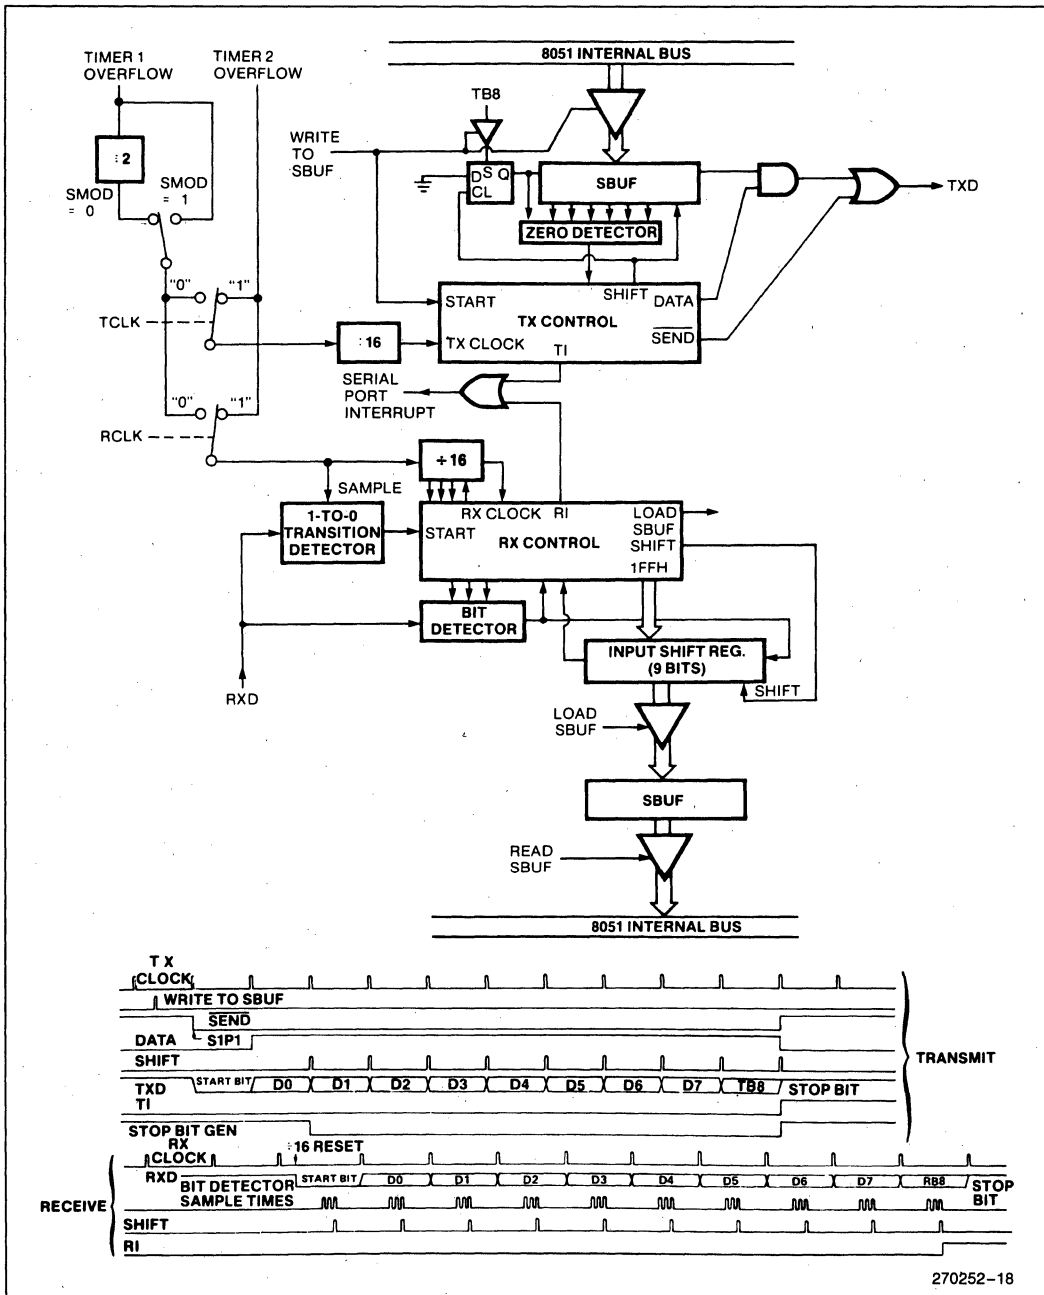 TIMER 1
OVERFLOW
TIMER 2
OVERFLOW
8051 INTERNAL BUS
TB8
WRITE
TO
SBUF
÷2
SMOD
= 0
SMOD
= 1
D S Q
CL
SBUF
ZERO DETECTOR
TXD
"0"
"1"
TCLK
START
SHIFT
DATA
TX CONTROL
SEND
TX CLOCK
TI
÷16
SERIAL
PORT
INTERRUPT
"0"
"1"
RCLK
÷16
SAMPLE
1-TO-0
TRANSITION
DETECTOR
RX CLOCK
RI
LOAD
SBUF
START
RX CONTROL
SHIFT
1FFH
BIT
DETECTOR
INPUT SHIFT REG.
(9 BITS)
SHIFT
RXD
LOAD
SBUF
SBUF
READ
SBUF
8051 INTERNAL BUS
TX
CLOCK
WRITE TO SBUF
SEND
DATA
S1P1
SHIFT
TRANSMIT
TXD
START BIT
D0
D1
D2
D3
D4
D5
D6
D7
TB8
STOP BIT
TI
STOP BIT GEN
RX
CLOCK
÷16 RESET
RXD
BIT DETECTOR
SAMPLE TIMES
START BIT
D0
D1
D2
D3
D4
D5
D6
D7
RB8
STOP
BIT
RECEIVE
SHIFT
RI
270252-18